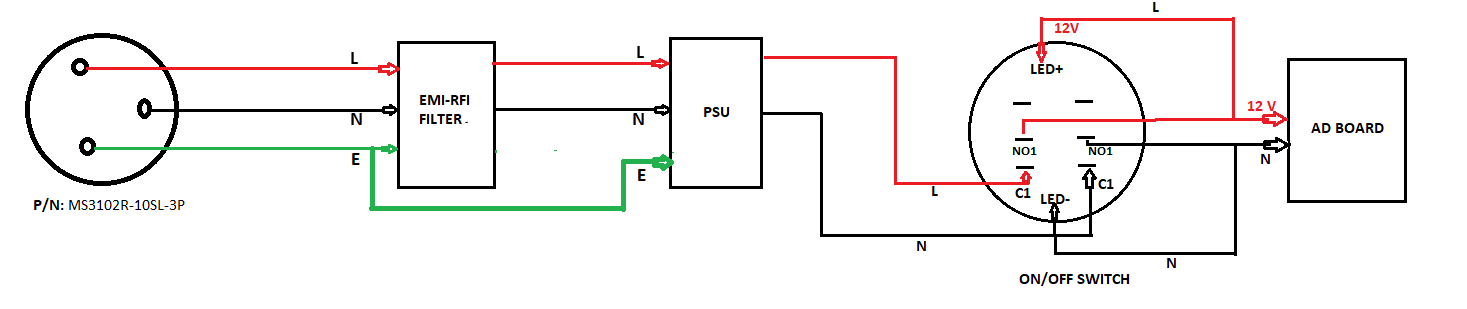 L
12V
LED+
L
N
E
EMI-RFI
FILTER -
L
N
E
PSU
12 V
N
AD BOARD
NO1
NO1
C1
C1
LED-
L
N
N
P/N: MS3102R-10SL-3P
ON/OFF SWITCH